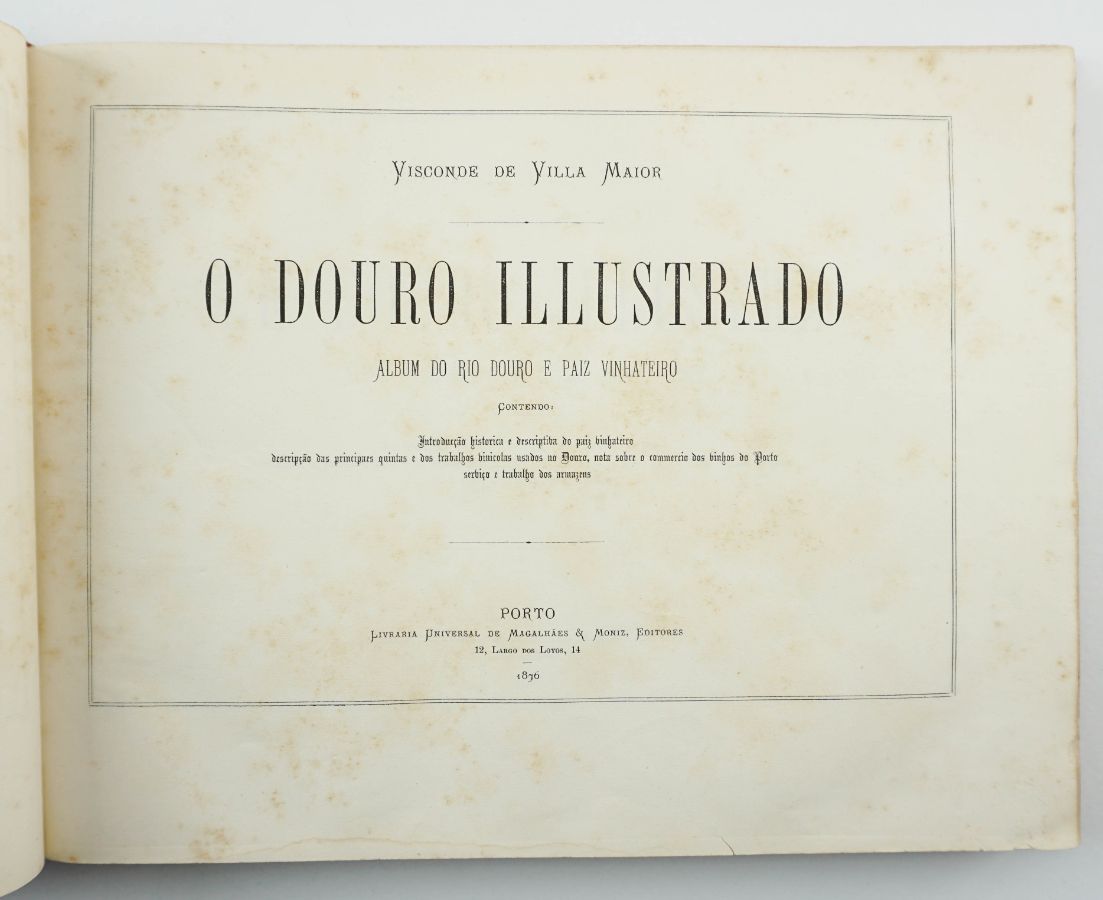 VISCONDE DE VILLA MAIOR
O DOURO ILLUSTRADO
ALBUM DO RIO DOURO E PAIZ VINHATEIRO
CONTENDO:
Introducção historica e descriptiva do paiz vinhateiro
descripção das principaes quintas e dos trabalhos vinicolas usados no Douro, nota sobre o commercio dos vinhos do Porto
serviço e trabalho dos armazens
PORTO
LIVRARIA UNIVERSAL DE MAGALHÃES & MONIZ, EDITORES
12, LARGO DOS LOYOS, 14
1876